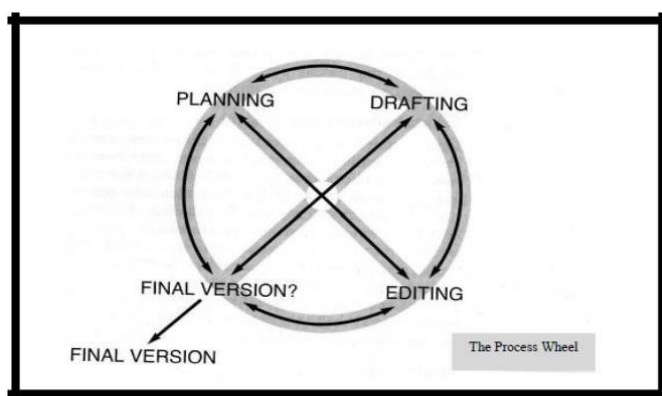 PLANNING
DRAFTING
FINAL VERSION?
EDITING
FINAL VERSION
The Process Wheel